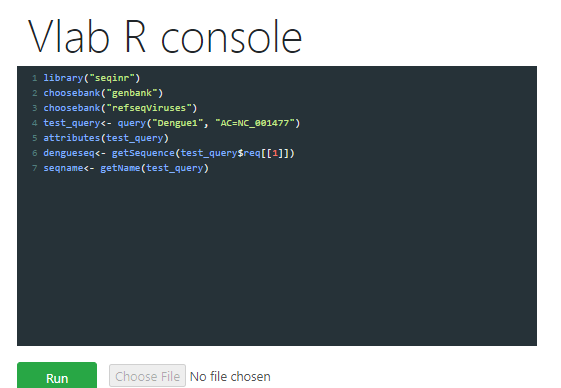 Vlab R console
1 library("seqinr")
2 choosebank("genbank")
3 choosebank("refseqViruses")
4 test_query<- query("Dengue1", "AC=NC_001477")
5 attributes(test_query)
6 dengueseq<- getSequence(test_query$req[[1]])
7 seqname<- getName(test_query)
Run Choose File No file chosen